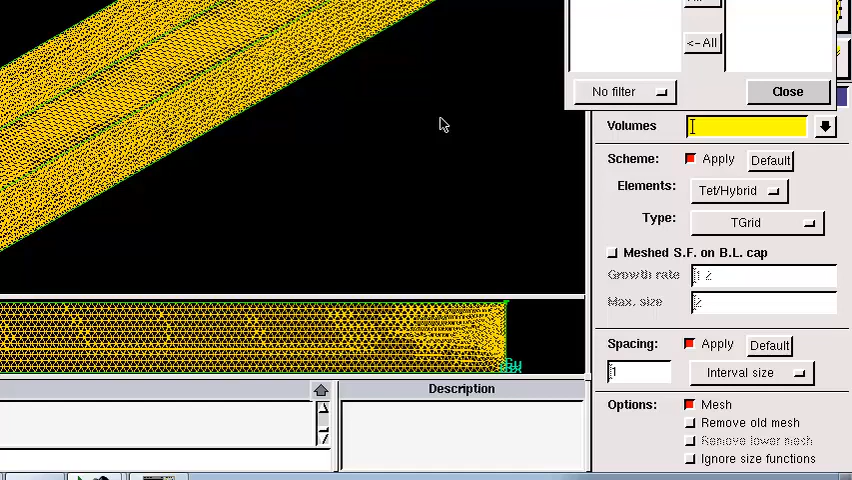 <-All
No filter
Close
Volumes
Scheme:
Apply
Default
Elements:
Tet/Hybrid
Type:
TGrid
Meshed S.F. on B.L. cap
Growth rate
1.2
Max. size
Spacing:
Apply
Default
1
Interval size
Options:
Mesh
Remove old mesh
Remove lower mesh
Ignore size functions
Description